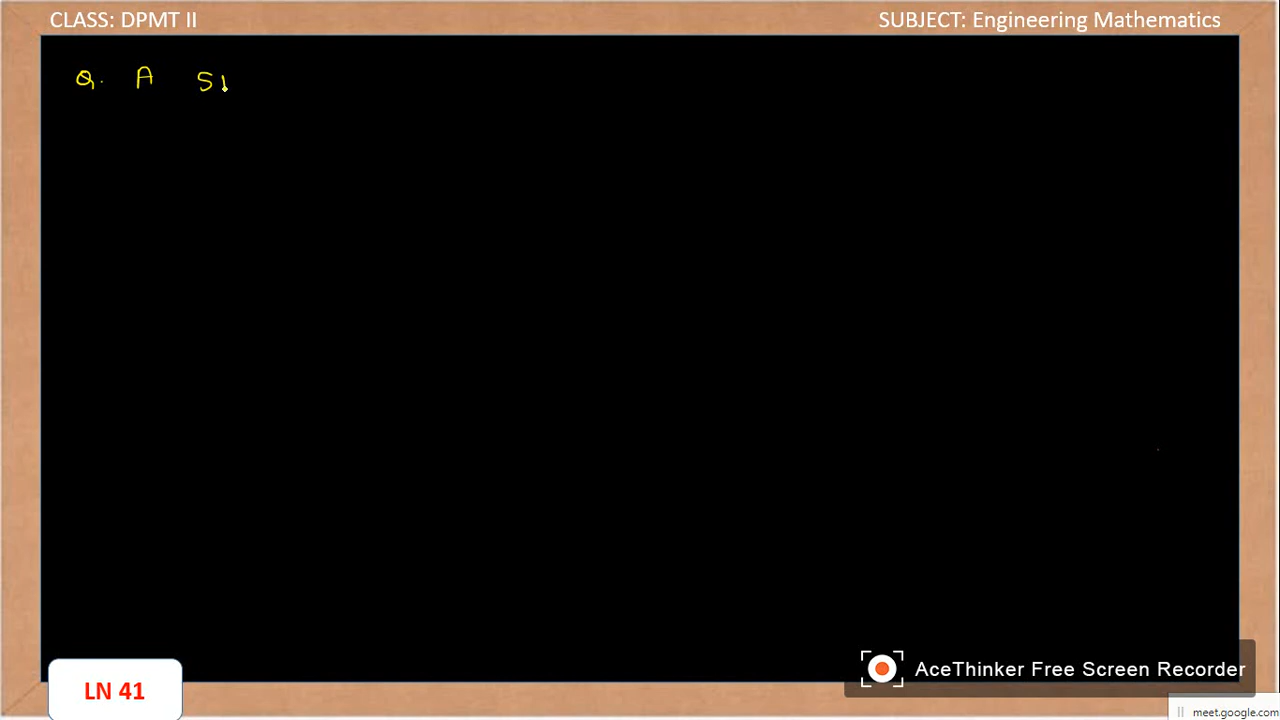 CLASS: DPMT II
SUBJECT: Engineering Mathematics
Q. A
LN 41
AceThinker Free Screen Recorder
meet.google.com